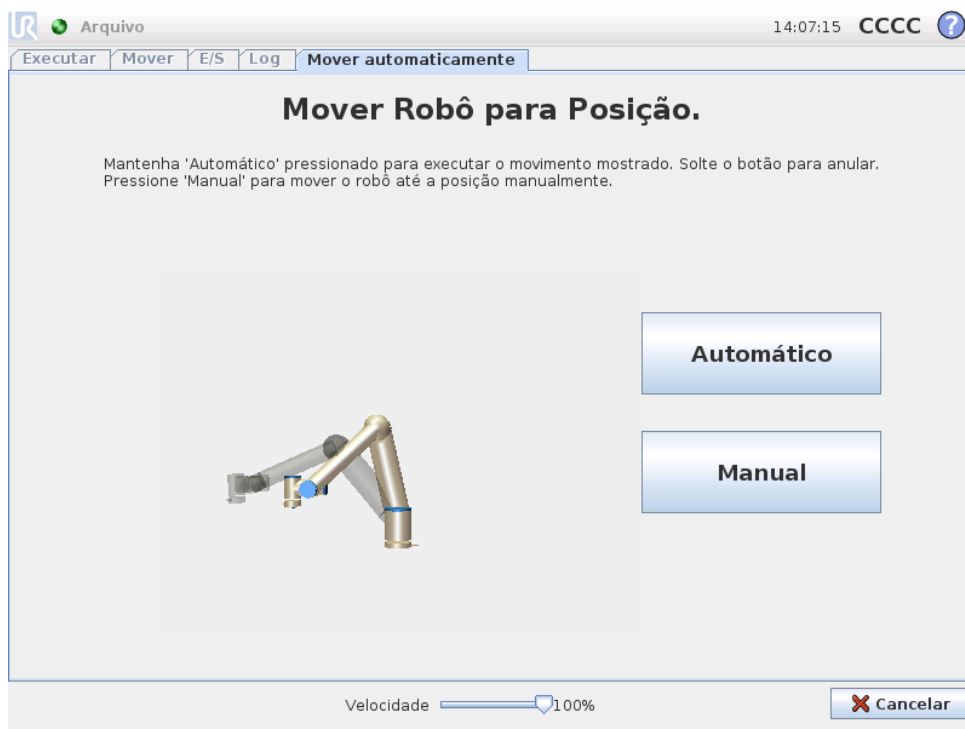 UR Arquivo 14:07:15 CCCC ?
Executar Mover E/S Log Mover automaticamente
Mover Robô para Posição.
Mantenha 'Automático' pressionado para executar o movimento mostrado. Solte o botão para anular.
Pressione 'Manual' para mover o robô até a posição manualmente.
Automático
Manual
Velocidade 100% Cancelar